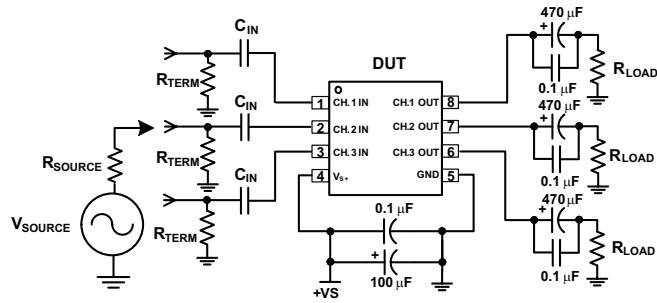 470 µF
+
C_IN
DUT
R_TERM
R_LOAD
0.1 µF
1 CH.1 IN CH.1 OUT 8
C_IN
470 µF
+
2 CH.2 IN CH.2 OUT 7
R_TERM
R_LOAD
3 CH.3 IN CH.3 OUT 6
R_SOURCE
C_IN
0.1 µF
4 V_S+ GND 5
470 µF
+
0.1 µF
V_SOURCE
R_TERM
R_LOAD
+
0.1 µF
100 µF
+VS